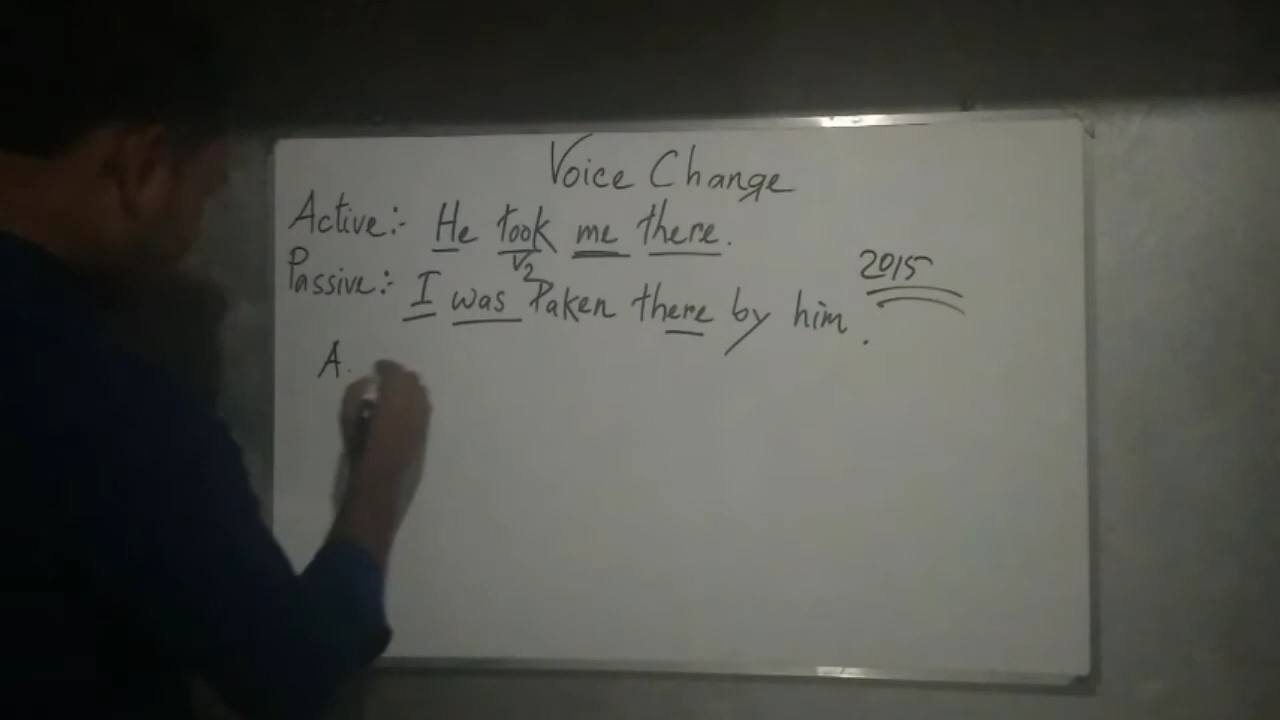 Voice Change
Active:- He took me there.
V2
Passive:- I was taken there by him.
2015
A.